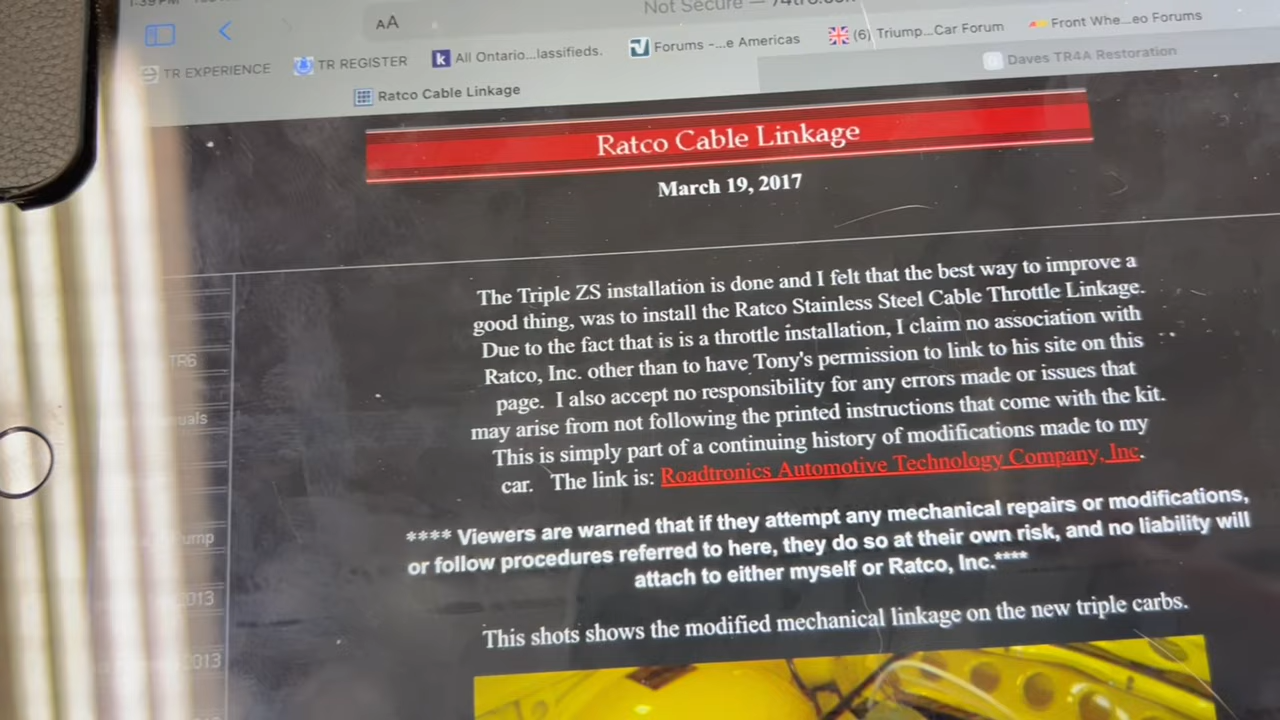 1:39 PM
AA
Not Secure —
TR EXPERIENCE
TR REGISTER
All Ontario...lassifieds.
Forums -...e Americas
(6) Triump...Car Forum
Front Whe...eo Forums
Ratco Cable Linkage
Daves TR4A Restoration
Ratco Cable Linkage
March 19, 2017
The Triple ZS installation is done and I felt that the best way to improve a
good thing, was to install the Ratco Stainless Steel Cable Throttle Linkage.
Due to the fact that is is a throttle installation, I claim no association with
Ratco, Inc. other than to have Tony's permission to link to his site on this
page. I also accept no responsibility for any errors made or issues that
may arise from not following the printed instructions that come with the kit.
This is simply part of a continuing history of modifications made to my
car. The link is: Roadtronics Automotive Technology Company, Inc.
**** Viewers are warned that if they attempt any mechanical repairs or modifications,
or follow procedures referred to here, they do so at their own risk, and no liability will
attach to either myself or Ratco, Inc.****
This shots shows the modified mechanical linkage on the new triple carbs.
TR6
uals
ump
2013
2013